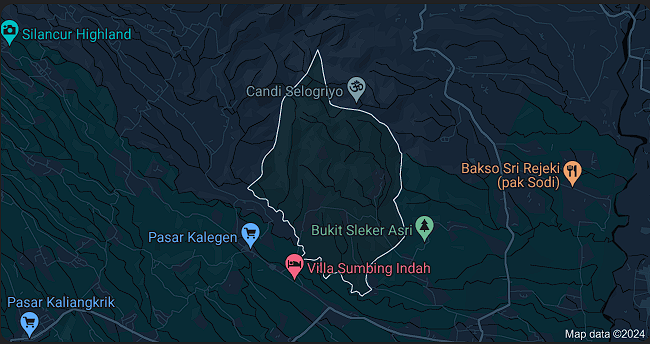 Silancur Highland
Candi Selogriyo
Bakso Sri Rejeki
(pak Sodi)
Bukit Sleker Asri
Pasar Kalegen
Villa Sumbing Indah
Pasar Kaliangkrik
Map data ©2024